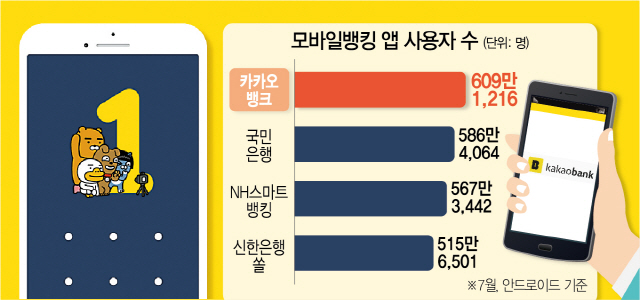 1
모바일뱅킹 앱 사용자 수 (단위: 명)
카카오
뱅크
609만
1,216
국민
은행
586만
4,064
NH스마트
뱅킹
567만
3,442
신한은행
쏠
515만
6,501
B kakaobank
※7월, 안드로이드 기준